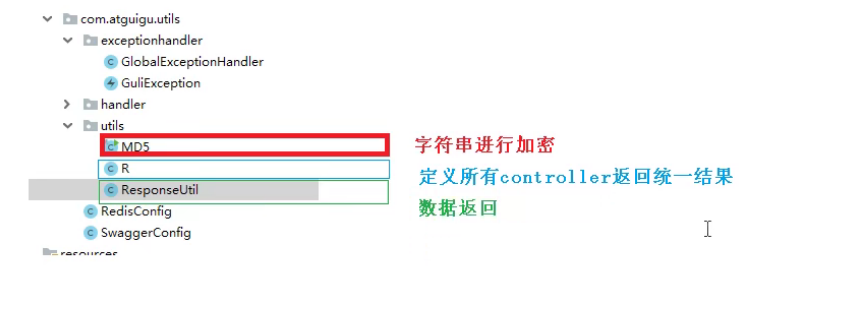 com.atguigu.utils
exceptionhandler
GlobalExceptionHandler
GuliException
handler
utils
MD5 字符串进行加密
R 定义所有controller返回统一结果
ResponseUtil 数据返回
RedisConfig
SwaggerConfig
resources